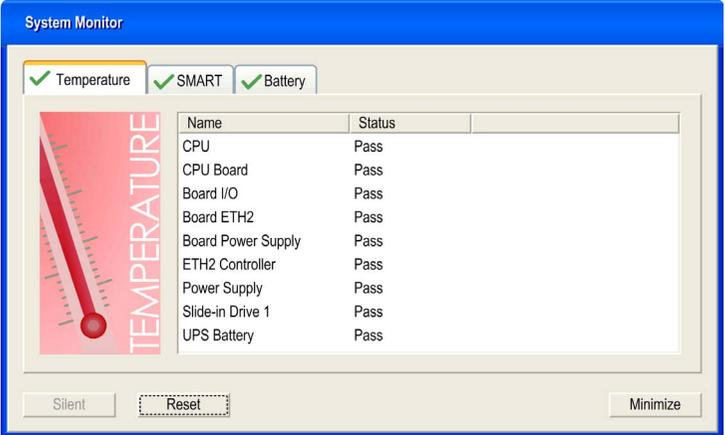 System Monitor
Temperature SMART Battery
TEMPERATURE
Name Status
CPU Pass
CPU Board Pass
Board I/O Pass
Board ETH2 Pass
Board Power Supply Pass
ETH2 Controller Pass
Power Supply Pass
Slide-in Drive 1 Pass
UPS Battery Pass
Silent Reset Minimize